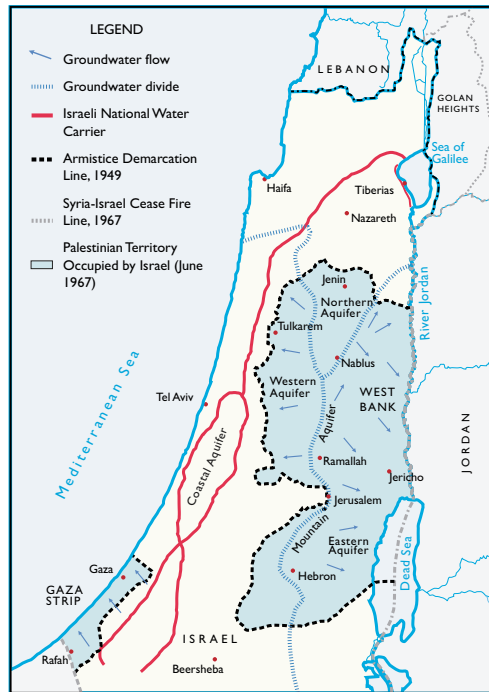 LEGEND
Groundwater flow
Groundwater divide
Israeli National Water
Carrier
Armistice Demarcation
Line, 1949
Syria-Israel Cease Fire
Line, 1967
Palestinian Territory
Occupied by Israel (June
1967)
LEBANON
GOLAN
HEIGHTS
Sea of
Galilee
Haifa
Tiberias
Nazareth
Jenin
Northern
Aquifer
River Jordan
Tulkarem
Nablus
Western
Aquifer
WEST
BANK
Tel Aviv
Mediterranean Sea
Coastal Aquifer
Mountain Aquifer
JORDAN
Ramallah
Jericho
Jerusalem
Eastern
Aquifer
Dead Sea
Hebron
Gaza
GAZA
STRIP
ISRAEL
Rafah
Beersheba